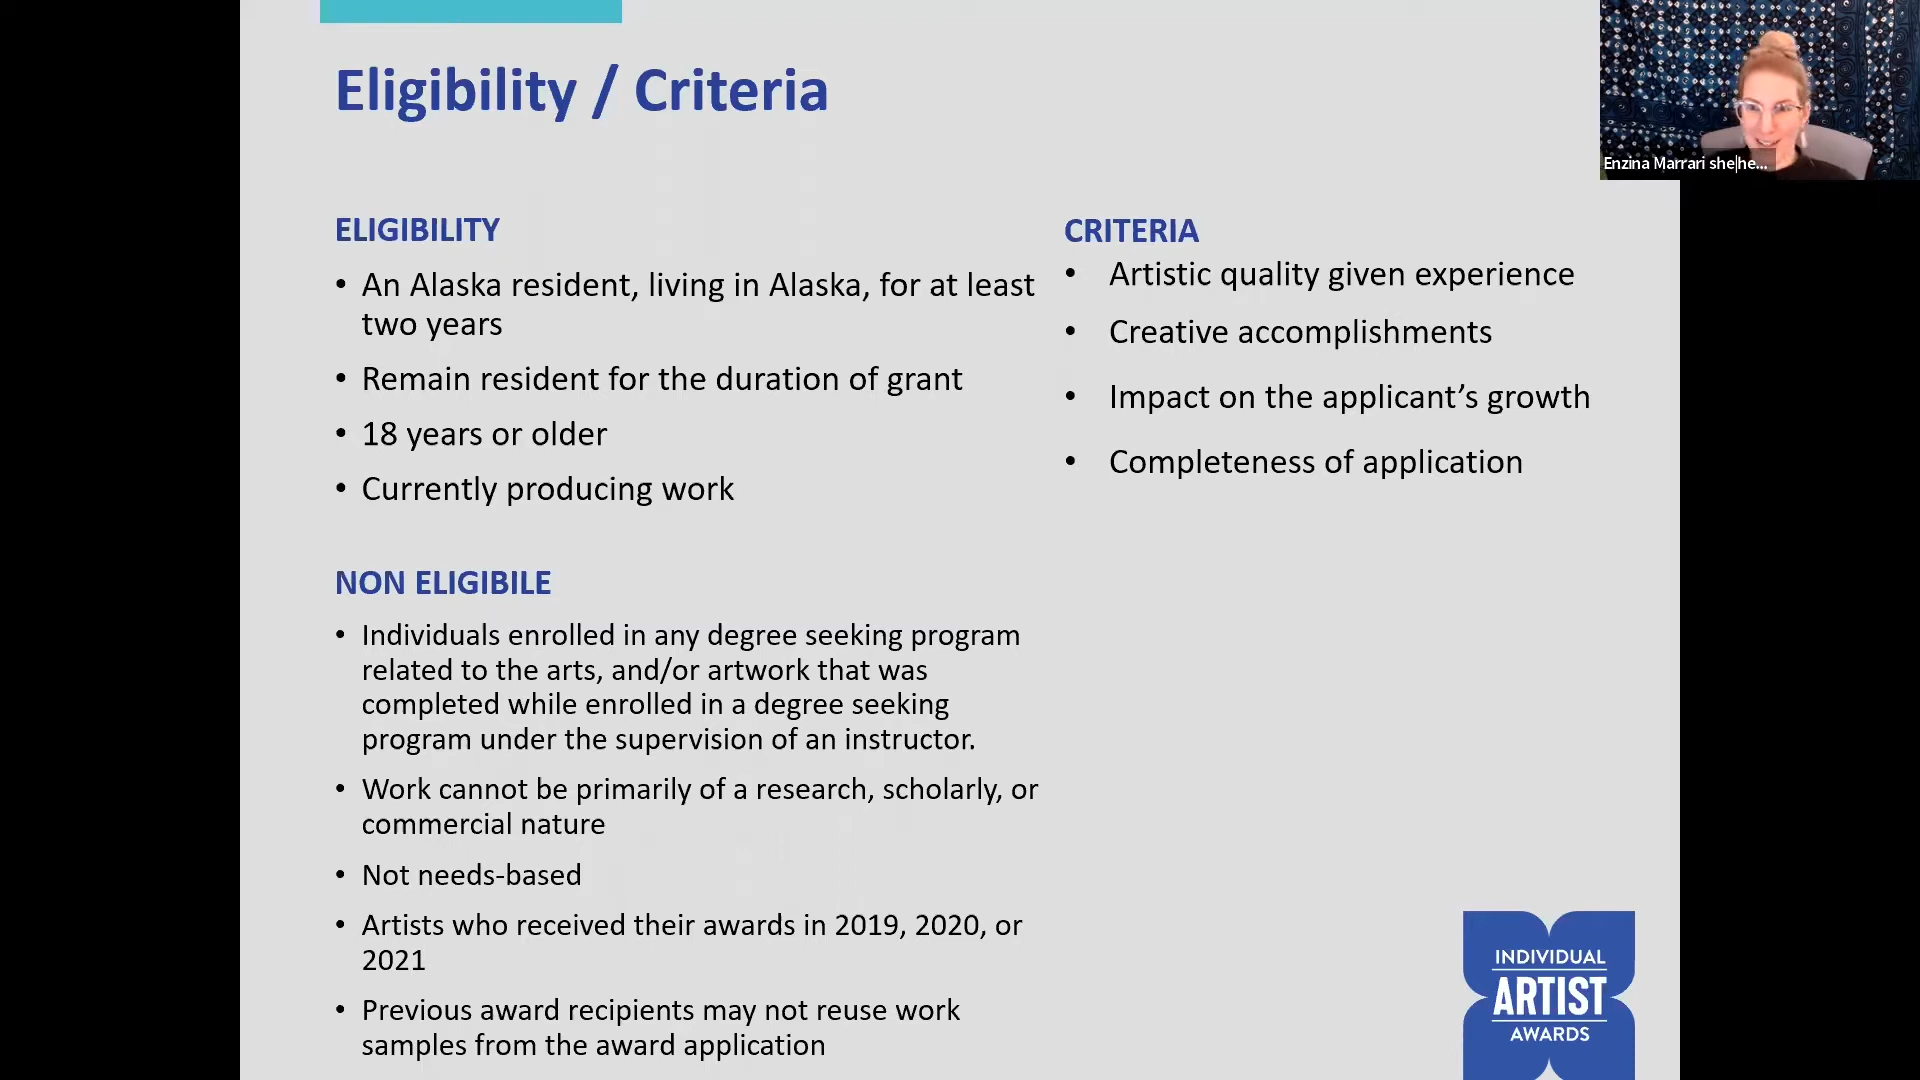 Eligibility / Criteria
Enzina Marrari she|he...
ELIGIBILITY
• An Alaska resident, living in Alaska, for at least
two years
• Remain resident for the duration of grant
• 18 years or older
• Currently producing work
NON ELIGIBILE
• Individuals enrolled in any degree seeking program
related to the arts, and/or artwork that was
completed while enrolled in a degree seeking
program under the supervision of an instructor.
• Work cannot be primarily of a research, scholarly, or
commercial nature
• Not needs-based
• Artists who received their awards in 2019, 2020, or
2021
• Previous award recipients may not reuse work
samples from the award application
CRITERIA
• Artistic quality given experience
• Creative accomplishments
• Impact on the applicant’s growth
• Completeness of application
INDIVIDUAL
ARTIST
AWARDS